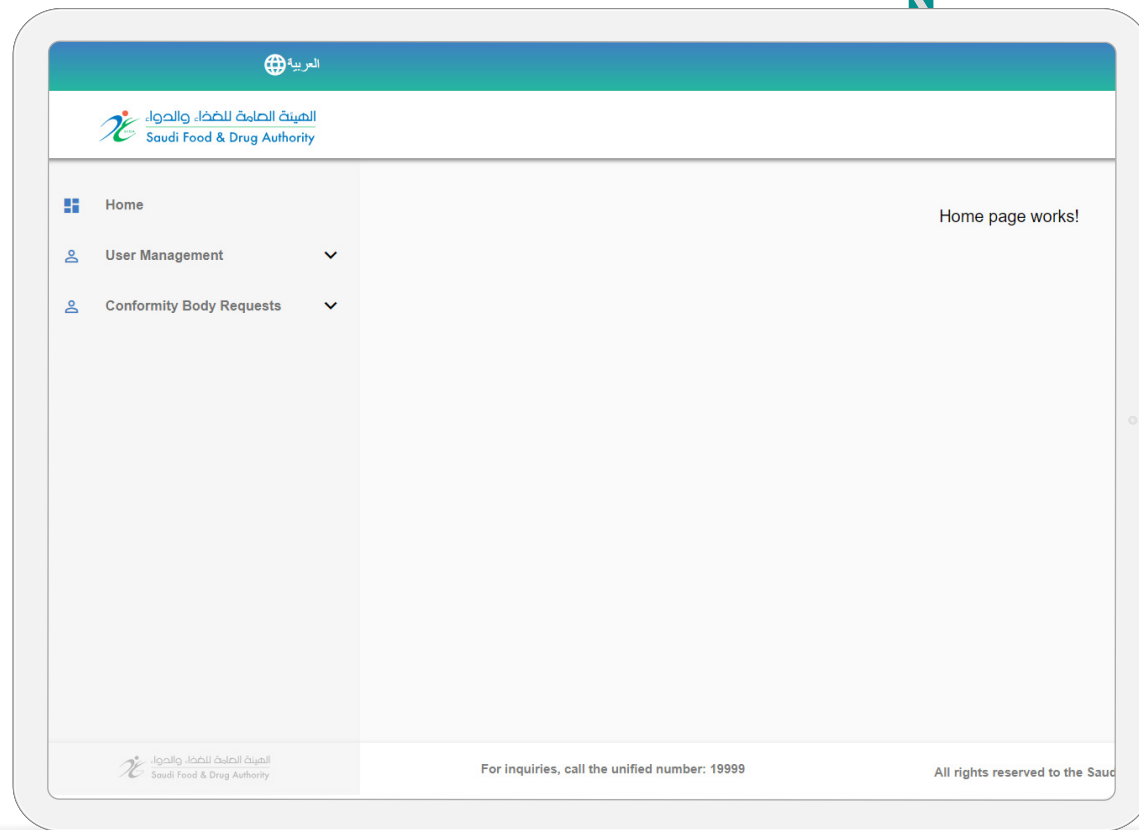 العربية
الهيئة العامة للغذاء والدواء
Saudi Food & Drug Authority
Home
Home page works!
User Management
Conformity Body Requests
الهيئة العامة للغذاء والدواء
Saudi Food & Drug Authority
For inquiries, call the unified number: 19999
All rights reserved to the Saud